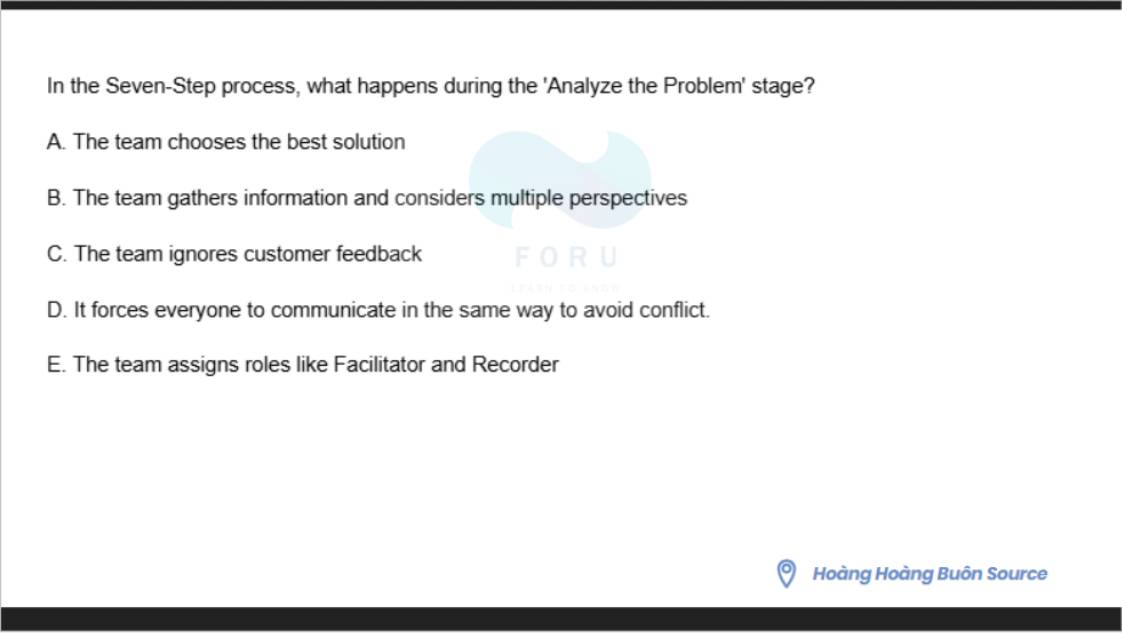 In the Seven-Step process, what happens during the 'Analyze the Problem' stage?
A. The team chooses the best solution
B. The team gathers information and considers multiple perspectives
C. The team ignores customer feedback
FORU
LEARN TO KNOW
D. It forces everyone to communicate in the same way to avoid conflict.
E. The team assigns roles like Facilitator and Recorder
Hoàng Hoàng Buôn Source